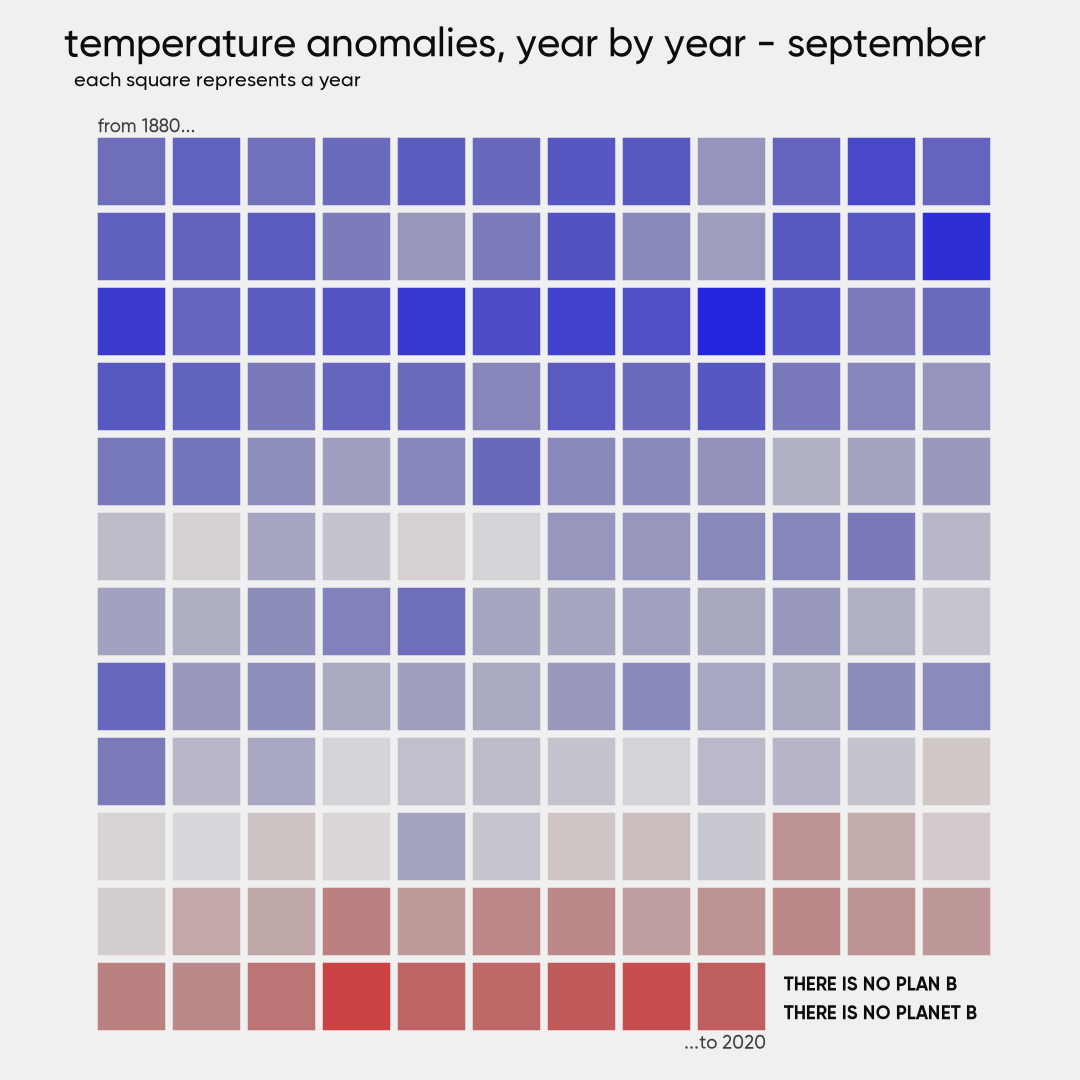 temperature anomalies, year by year - september
each square represents a year
from 1880...
THERE IS NO PLAN B
THERE IS NO PLANET B
...to 2020